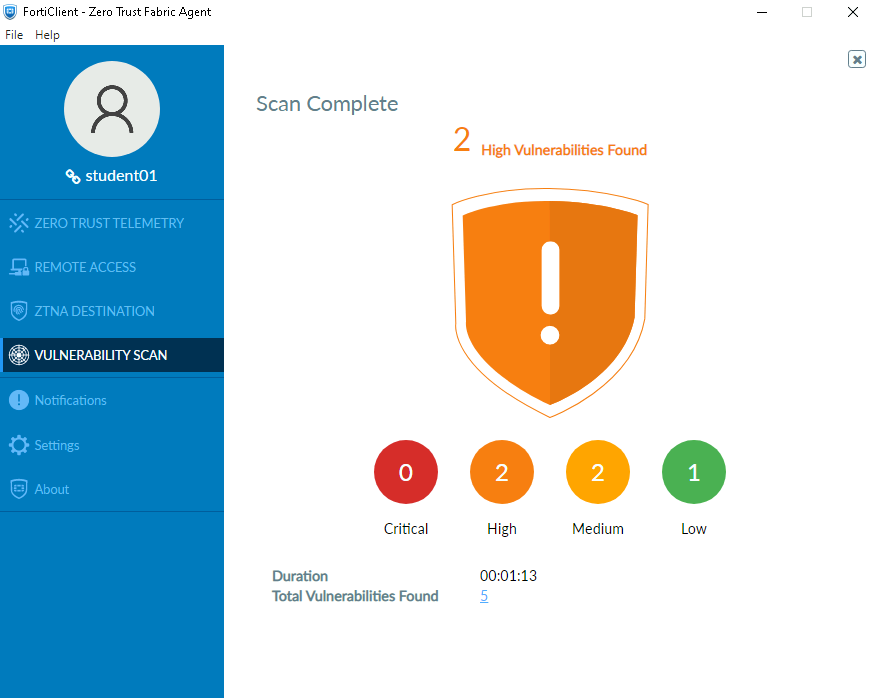 FortiClient - Zero Trust Fabric Agent
File Help
student01
ZERO TRUST TELEMETRY
REMOTE ACCESS
ZTNA DESTINATION
VULNERABILITY SCAN
Notifications
Settings
About
Scan Complete
2 High Vulnerabilities Found
0 2 2 1
Critical High Medium Low
Duration 00:01:13
Total Vulnerabilities Found 5